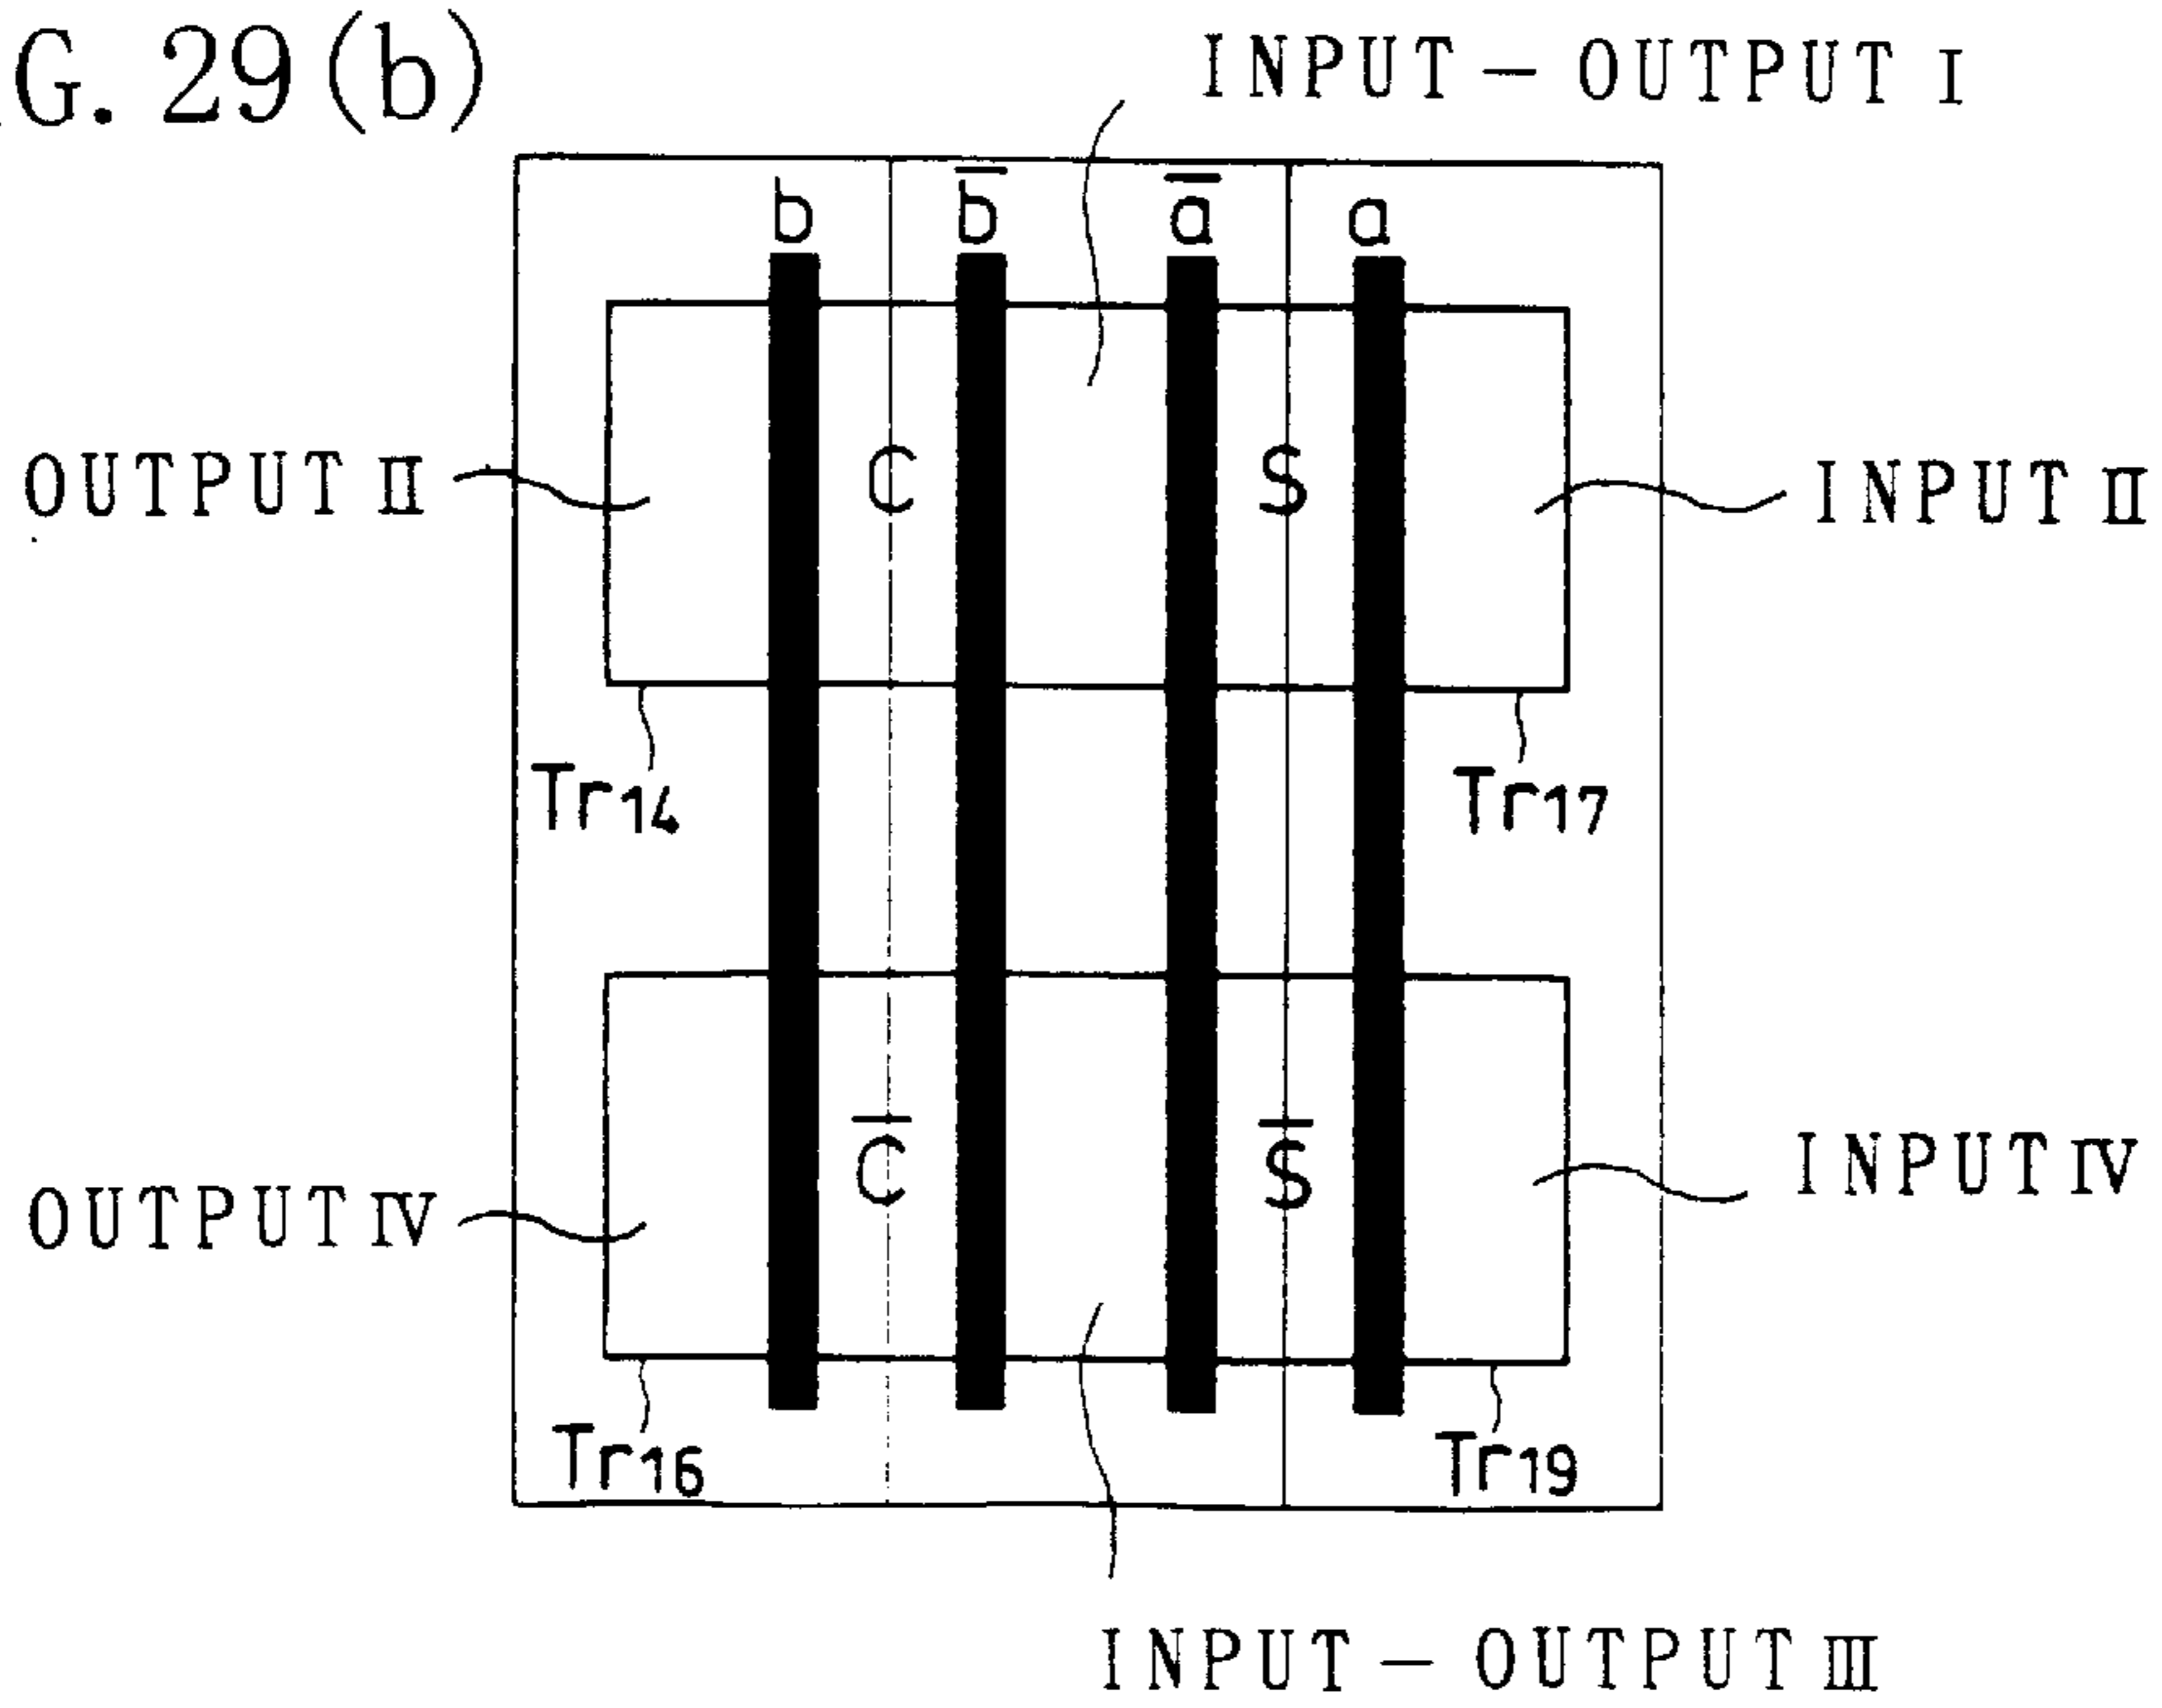 G. 29(b)
INPUT – OUTPUT I
b b̅ a̅ a
OUTPUT II C S INPUT II
Tr14 Tr17
C̅ S̅
OUTPUT IV INPUT IV
Tr16 Tr19
INPUT – OUTPUT III